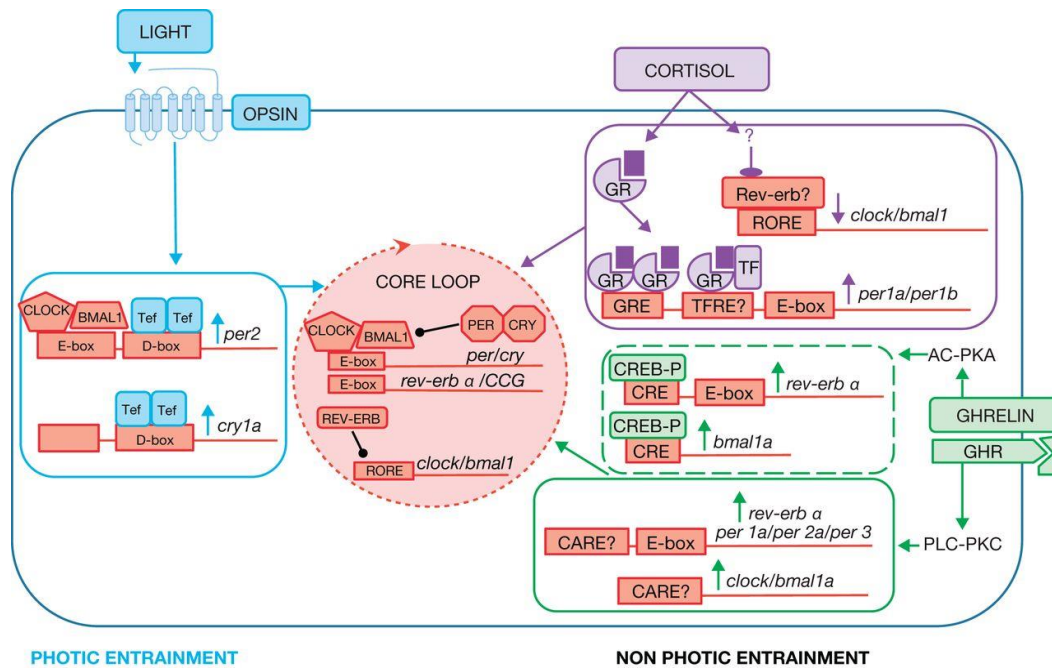 LIGHT
OPSIN
CLOCK
BMAL1
Tef
Tef
E-box
D-box
per2
Tef
Tef
D-box
cry1a
CORE LOOP
CLOCK
BMAL1
PER
CRY
E-box
per/cry
E-box
rev-erb α /CCG
REV-ERB
RORE
clock/bmal1
CORTISOL
?
GR
Rev-erb?
RORE
clock/bmal1
GR
GR
GR
TF
GRE
TFRE?
E-box
per1a/per1b
CREB-P
CRE
E-box
rev-erb α
CREB-P
CRE
bmal1a
AC-PKA
GHRELIN
GHR
PLC-PKC
rev-erb α
per 1a/per 2a/per 3
CARE?
E-box
clock/bmal1a
CARE?
PHOTIC ENTRAINMENT
NON PHOTIC ENTRAINMENT